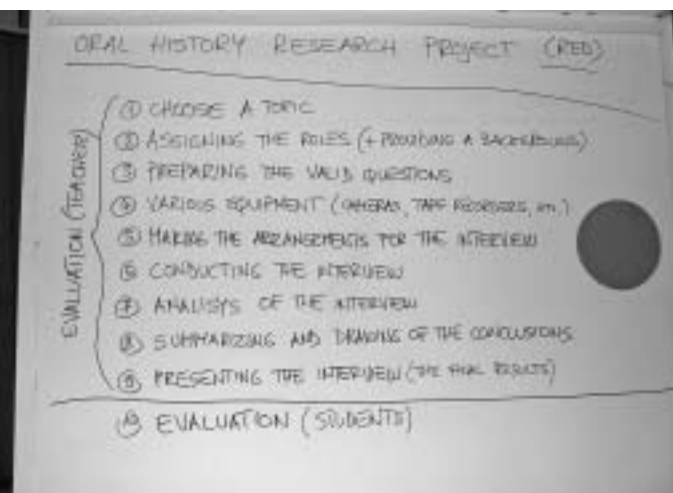 ORAL HISTORY RESEARCH PROJECT (RED)
EVALUATION (TEACHER)
① CHOOSE A TOPIC
② ASSIGNING THE ROLES (+ PROVIDING A BACKGROUND)
③ PREPARING THE VALID QUESTIONS
④ VARIOUS EQUIPMENT (CAMERAS, TAPE RECORDERS, etc.)
⑤ MAKING THE ARRANGEMENTS FOR THE INTERVIEW
⑥ CONDUCTING THE INTERVIEW
⑦ ANALISYS OF THE INTERVIEW
⑧ SUMMARIZING AND DRAWING OF THE CONCLUSIONS
⑨ PRESENTING THE INTERVIEW (THE FINAL RESULTS)
⑩ EVALUATION (STUDENTS)